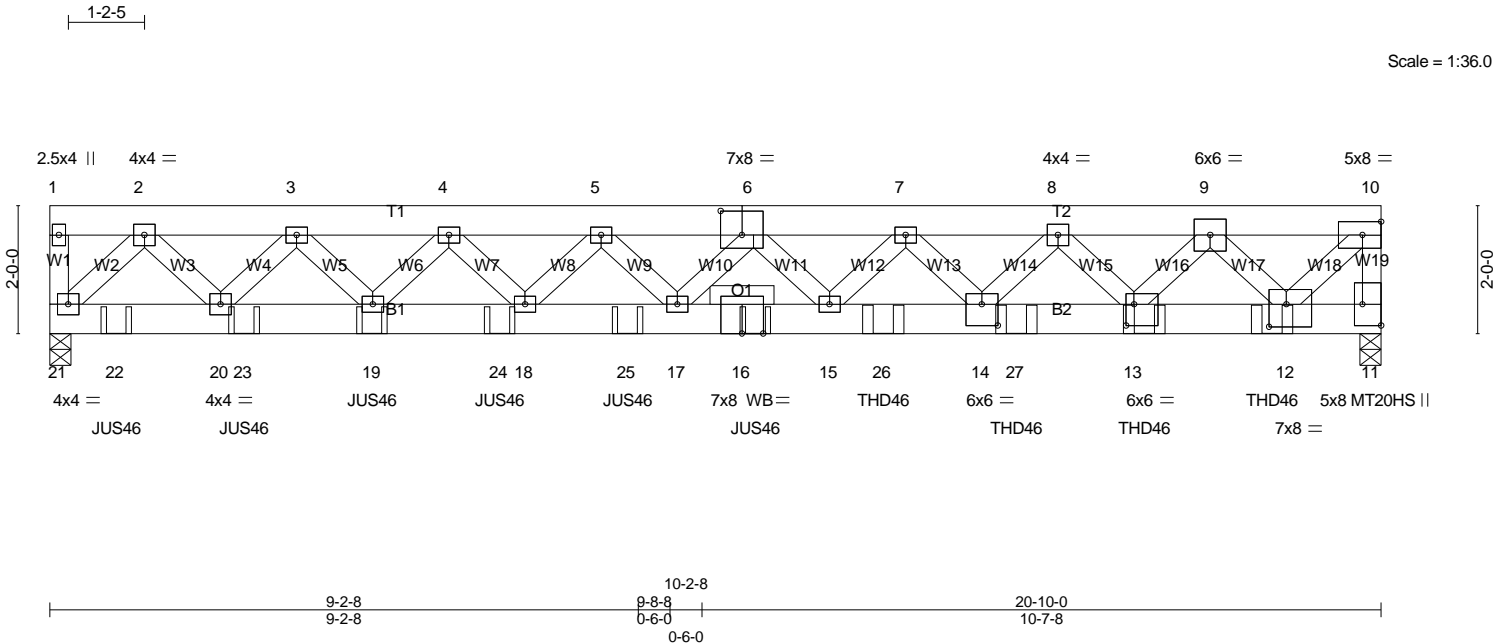 1-2-5
Scale = 1:36.0
2.5x4 || 4x4 = 7x8 = 4x4 = 6x6 = 5x8 =
1 2 3 4 5 6 7 8 9 10
T1 T2
W1 W2 W3 W4 W5 W6 W7 W8 W9 W10 W11 W12 W13 W14 W15 W16 W17 W18 W19
2-0-0 2-0-0
O1
B1 B2
21 22 20 23 19 24 18 25 17 16 15 26 14 27 13 12 11
4x4 = 4x4 = JUS46 JUS46 JUS46 7x8 WB= THD46 6x6 = 6x6 = THD46 5x8 MT20HS ||
JUS46 JUS46 JUS46 THD46 THD46 7x8 =
10-2-8
9-2-8 9-8-8 20-10-0
9-2-8 0-6-0 10-7-8
0-6-0